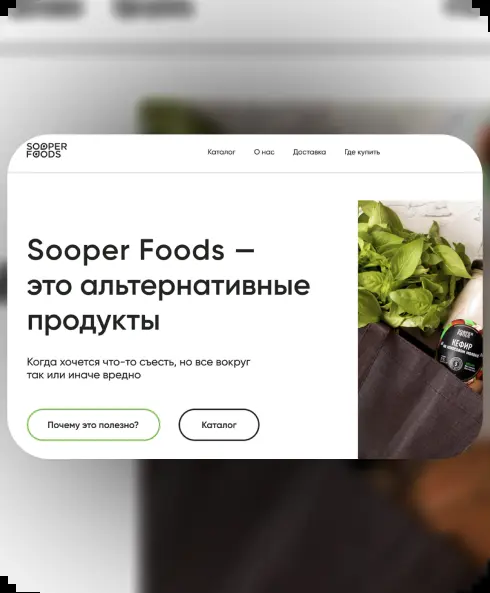 SOOPER
FOODS
Каталог О нас Доставка Где купить
Sooper Foods —
это альтернативные
продукты
Когда хочется что-то съесть, но все вокруг
так или иначе вредно
Почему это полезно? Каталог
КЕФИР